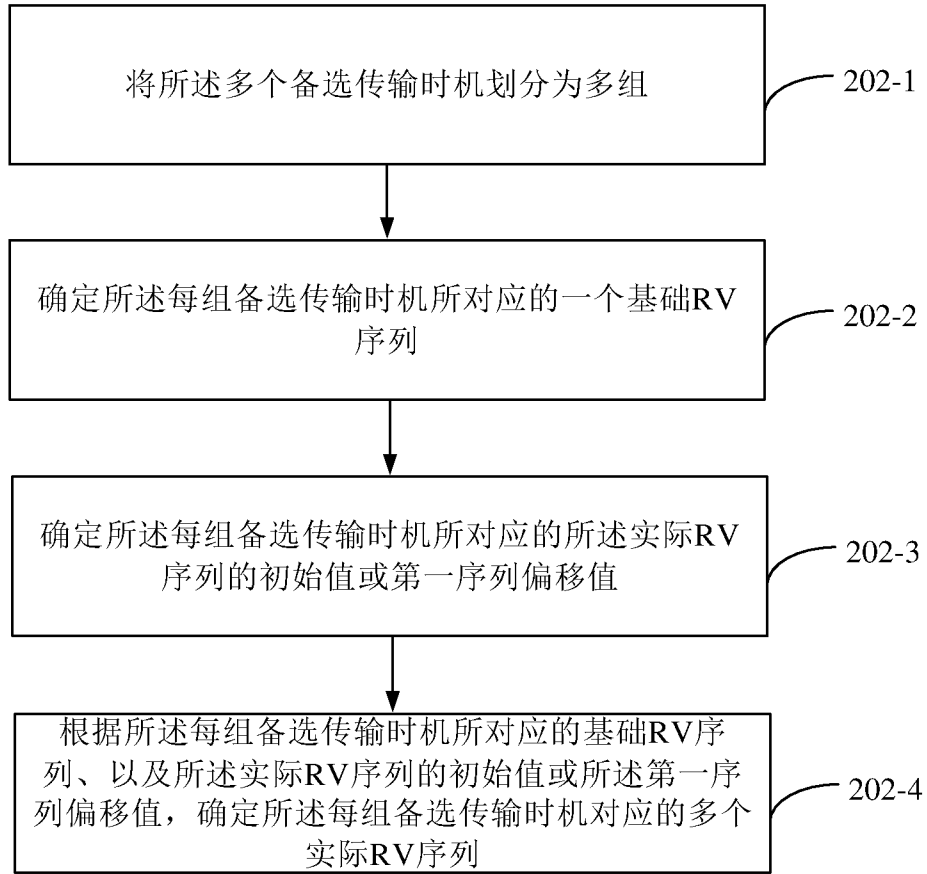 将所述多个备选传输时机划分为多组
202-1
确定所述每组备选传输时机所对应的一个基础RV
序列
202-2
确定所述每组备选传输时机所对应的所述实际RV
序列的初始值或第一序列偏移值
202-3
根据所述每组备选传输时机所对应的基础RV序
列、以及所述实际RV序列的初始值或所述第一序
列偏移值，确定所述每组备选传输时机对应的多个
实际RV序列
202-4